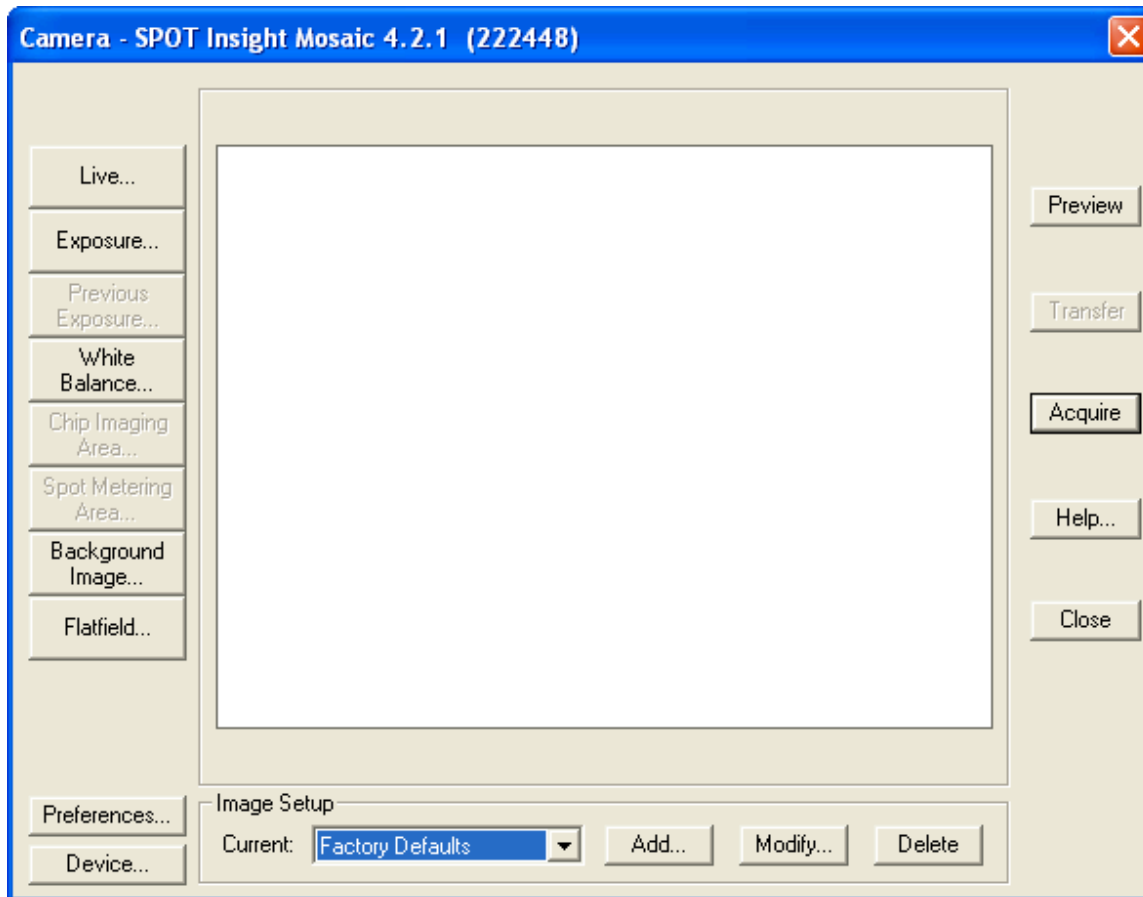 Camera - SPOT Insight Mosaic 4.2.1 (222448)
Live...
Exposure...
Previous
Exposure...
White
Balance...
Chip Imaging
Area...
Spot Metering
Area...
Background
Image...
Flatfield...
Preferences...
Device...
Preview
Transfer
Acquire
Help...
Close
Image Setup
Current:
Factory Defaults
Add...
Modify...
Delete